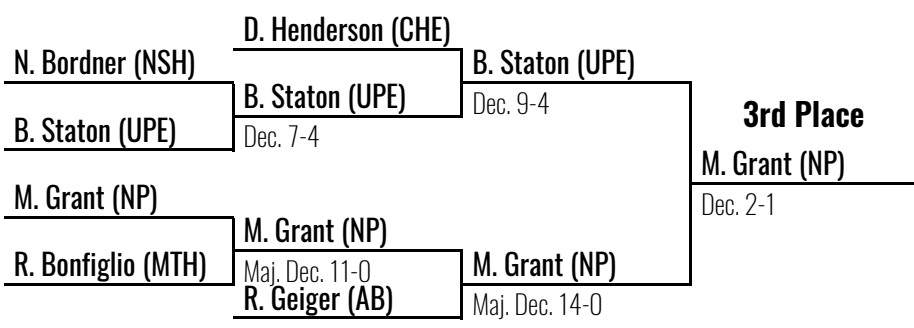 N. Bordner (NSH)
B. Staton (UPE)
M. Grant (NP)
R. Bonfiglio (MTH)
D. Henderson (CHE)
B. Staton (UPE)
Dec. 7-4
M. Grant (NP)
Maj. Dec. 11-0
R. Geiger (AB)
B. Staton (UPE)
Dec. 9-4
M. Grant (NP)
Maj. Dec. 14-0
3rd Place
M. Grant (NP)
Dec. 2-1